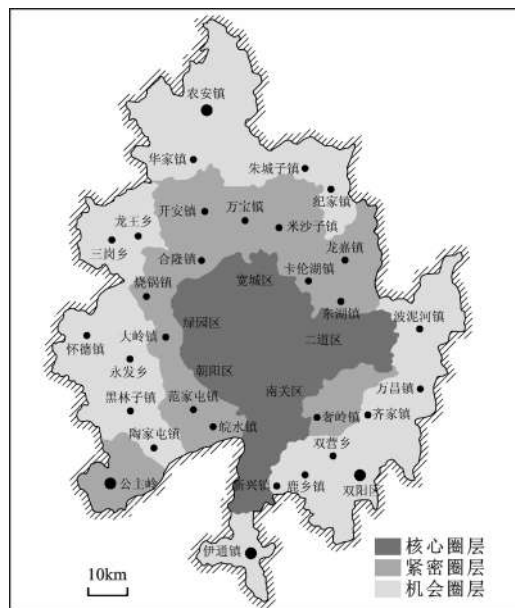 农安镇
华家镇
朱城子镇
纪家镇
开安镇
万宝镇
米沙子镇
龙王乡
三岗乡
龙嘉镇
合隆镇
宽城区
卡伦湖镇
烧锅镇
东湖镇
波泥河镇
绿园区
大岭镇
二道区
怀德镇
朝阳区
永发乡
南关区
万昌镇
黑林子镇
范家屯镇
奢岭镇
齐家镇
皖水镇
陶家屯镇
双营乡
公主岭
新兴镇
鹿乡镇
双阳区
伊通镇
核心圈层
紧密圈层
机会圈层
10km